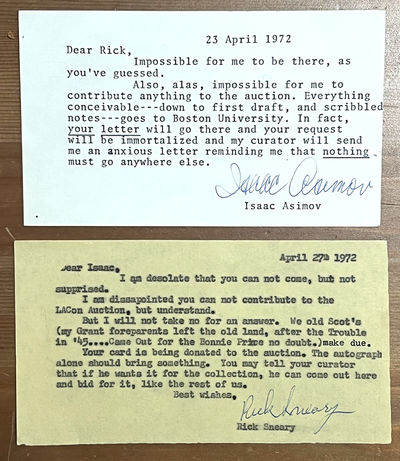 23 April 1972
Dear Rick,
Impossible for me to be there, as
you've guessed.
Also, alas, impossible for me to
contribute anything to the auction. Everything
conceivable---down to first draft, and scribbled
notes---goes to Boston University. In fact,
your letter will go there and your request
will be immortalized and my curator will send
me an anxious letter reminding me that nothing
must go anywhere else.
Isaac Asimov
Isaac Asimov
April 27th 1972
Dear Isaac,
I am desolate that you can not come, but not
supprised.
I am dissapointed you can not contribute to the
LACon Auction, but understand.
But I will not take no for an answer. We old Scot's
(my Grant foreparents left the old land, after the Trouble
in '45....Came Out for the Bonnie Prince no doubt.)make due.
Your card is being donated to the auction. The autograph
alone should bring something. You may tell your curator
that if he wants it for the collection, he can come out here
and bid for it, like the rest of us.
Best wishes,
Rick Sneary
Rick Sneary